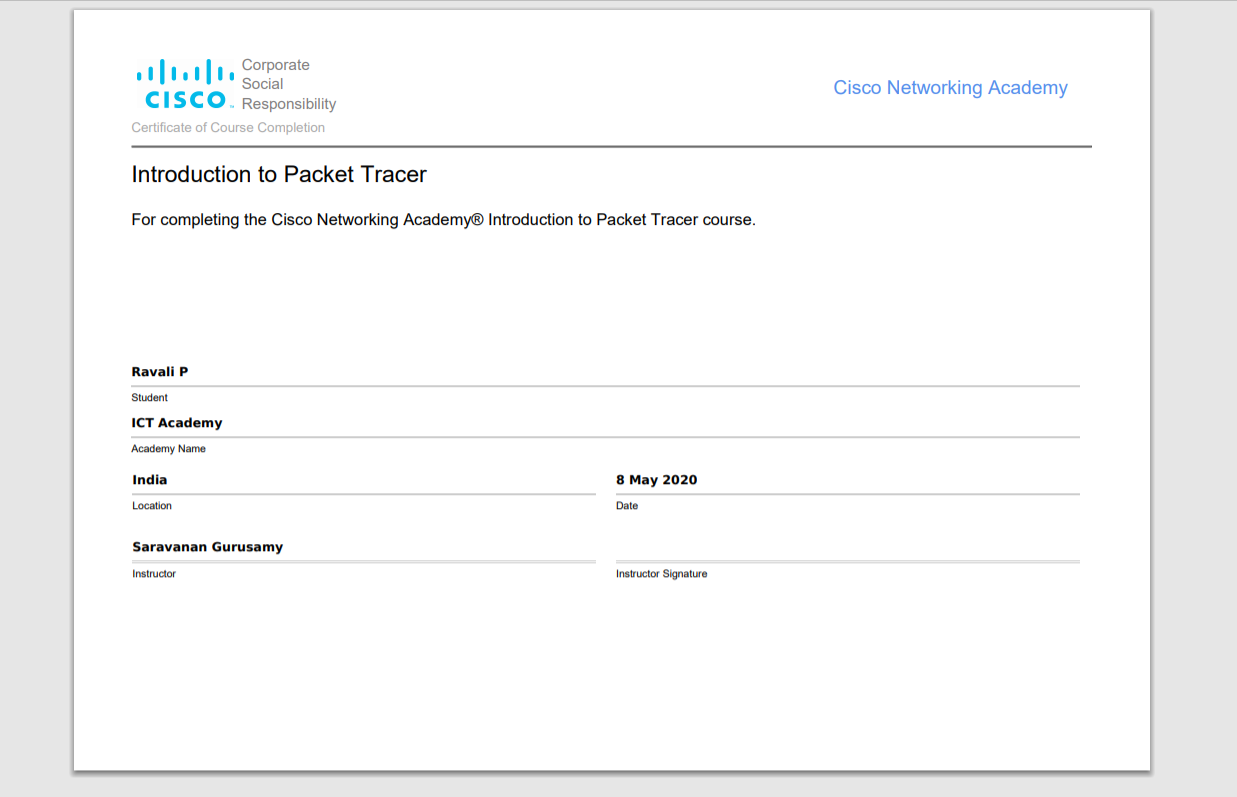 Corporate
Social
Responsibility
CISCO
Cisco Networking Academy
Certificate of Course Completion
Introduction to Packet Tracer
For completing the Cisco Networking Academy® Introduction to Packet Tracer course.
Ravali P
Student
ICT Academy
Academy Name
India
8 May 2020
Location
Date
Saravanan Gurusamy
Instructor
Instructor Signature